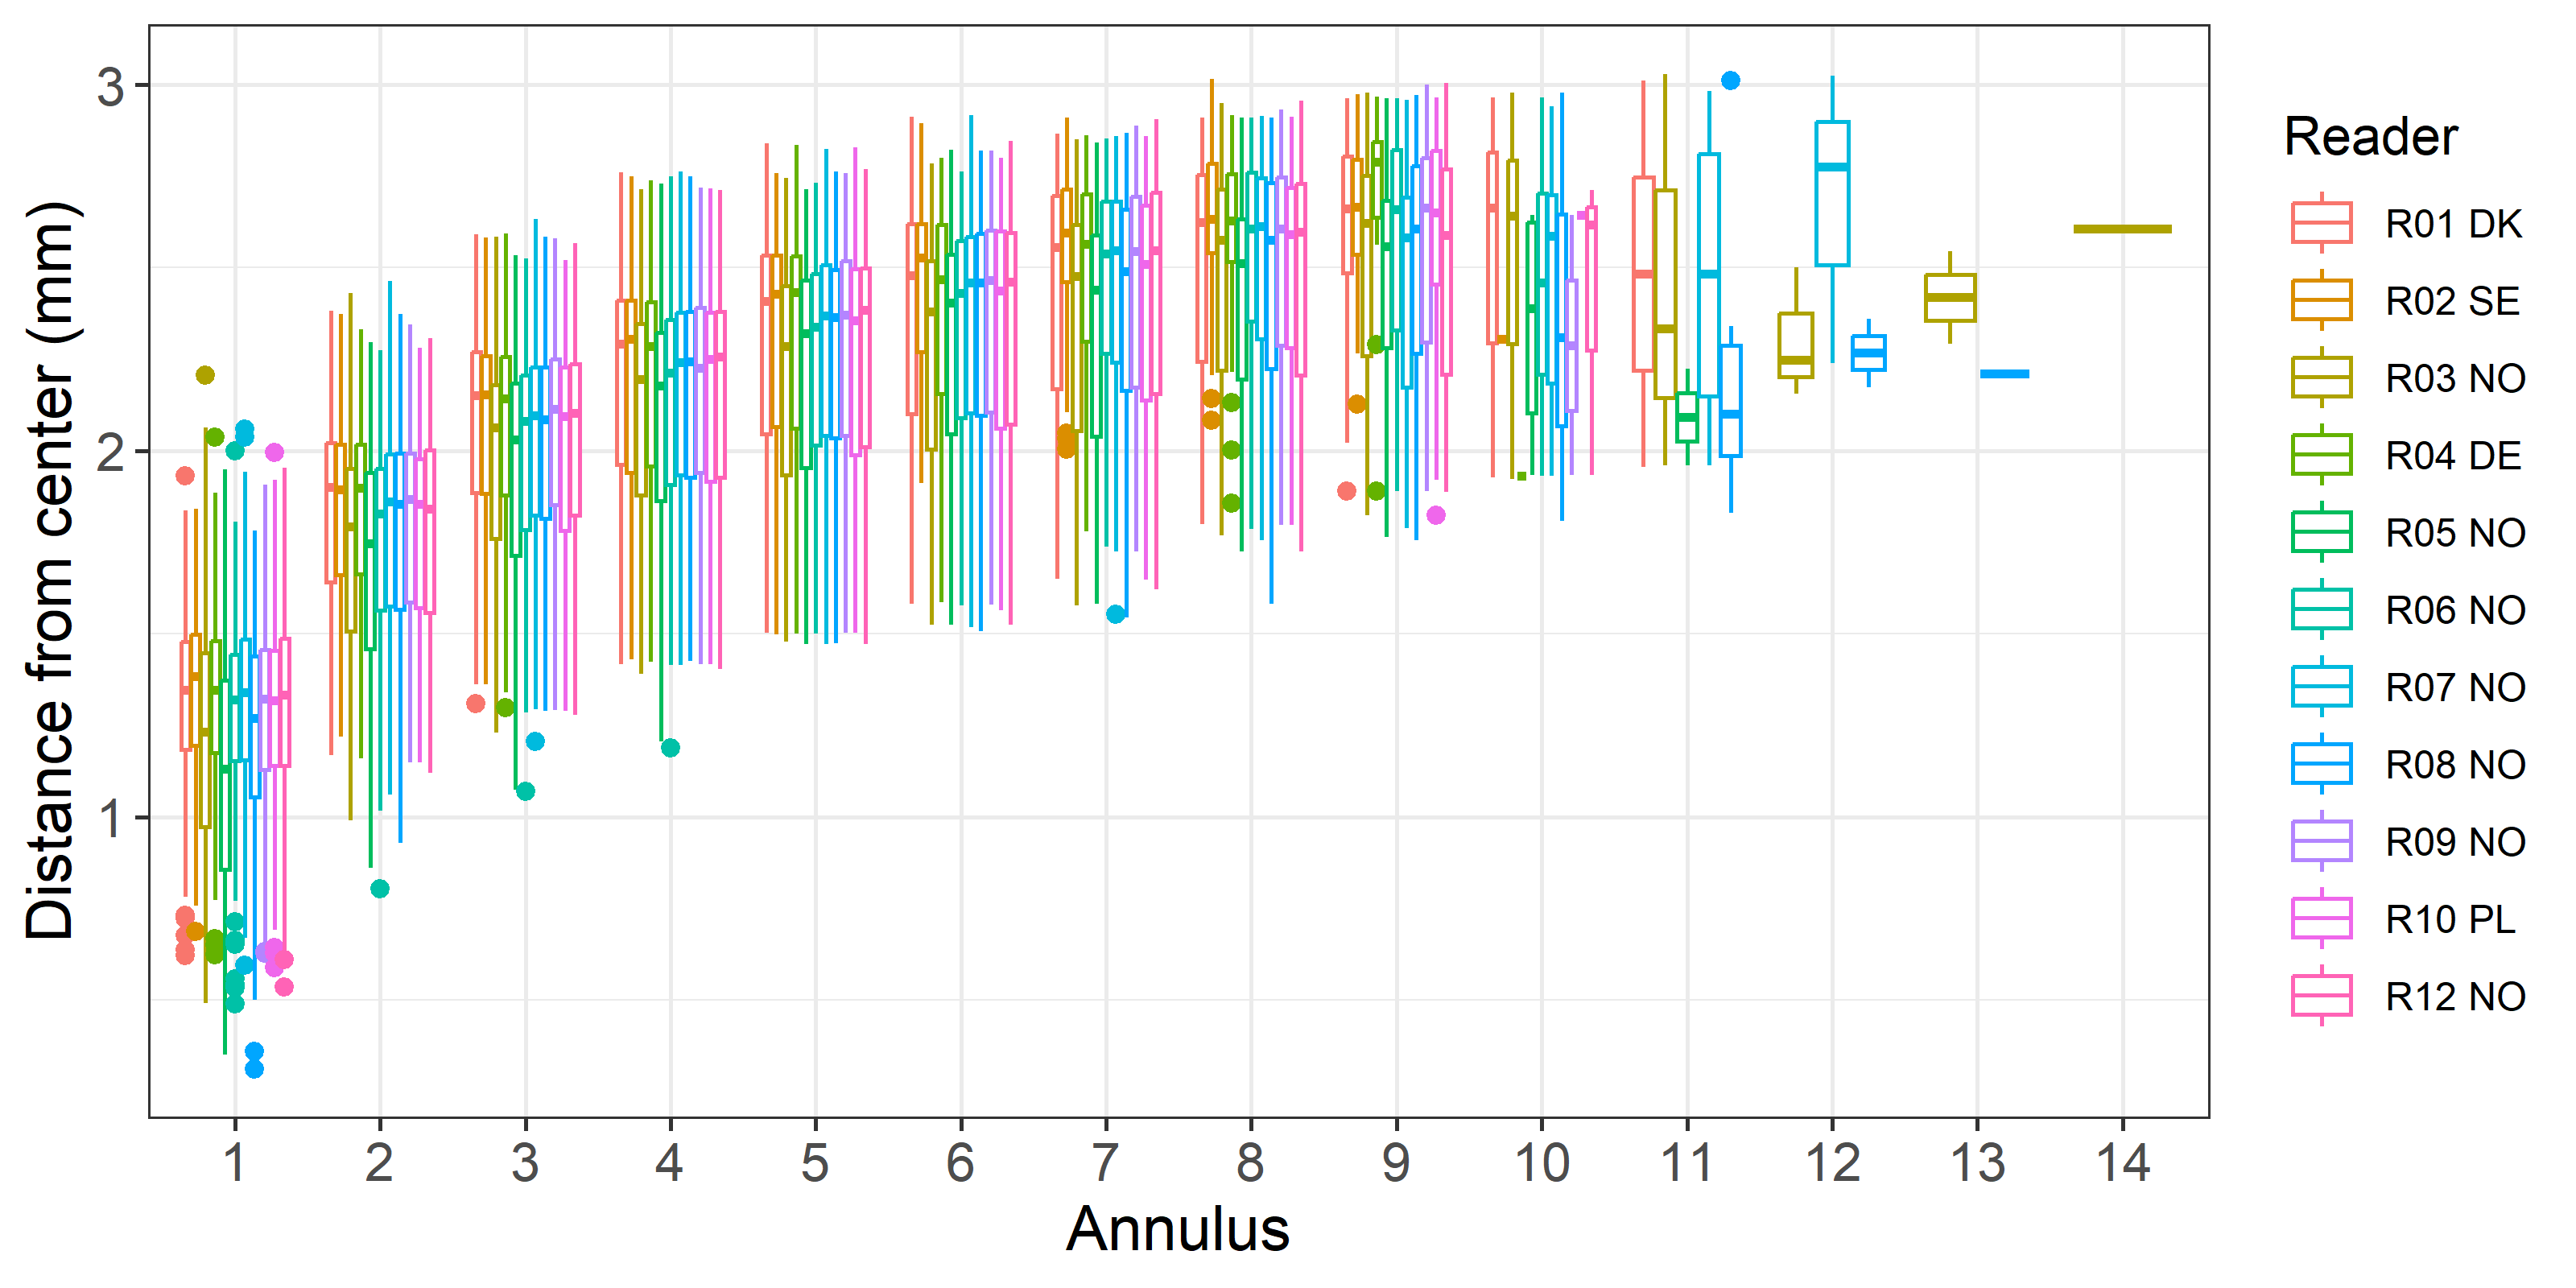 Distance from center (mm)
3
2
1
1 2 3 4 5 6 7 8 9 10 11 12 13 14
Annulus
Reader
R01 DK
R02 SE
R03 NO
R04 DE
R05 NO
R06 NO
R07 NO
R08 NO
R09 NO
R10 PL
R12 NO